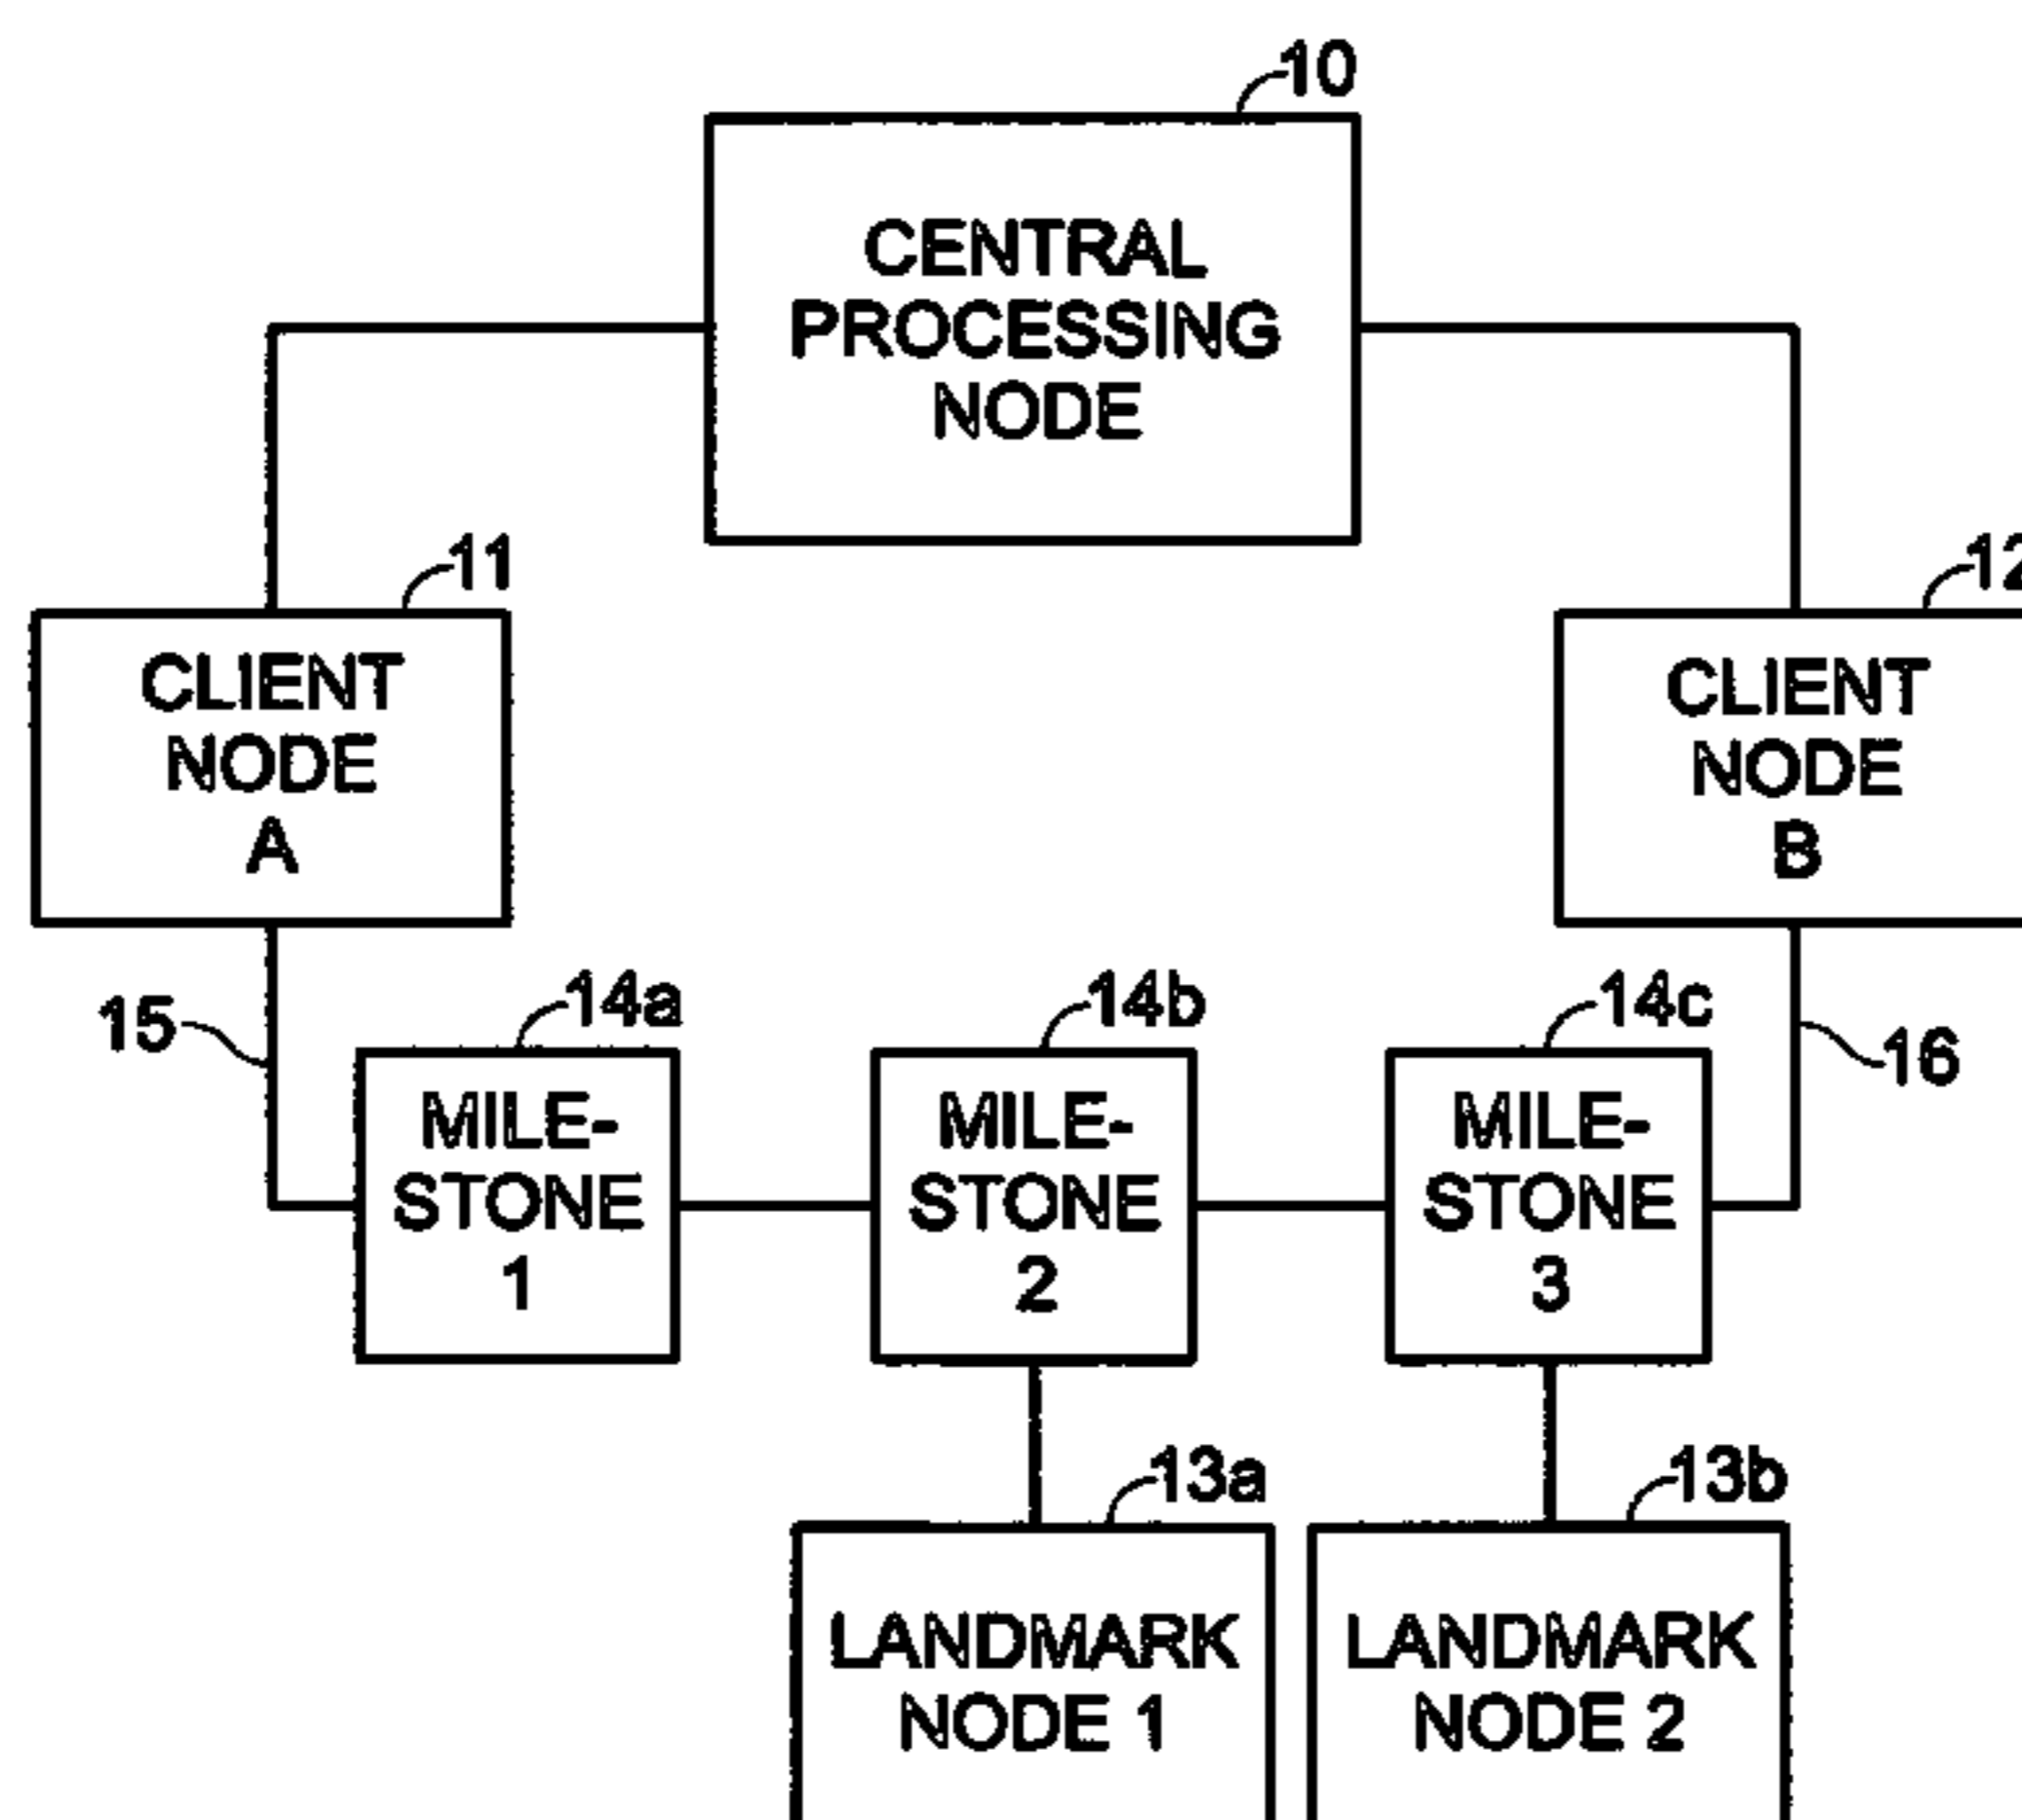 10
CENTRAL
PROCESSING
NODE
11
12
CLIENT
NODE
A
CLIENT
NODE
B
15
14a
14b
14c
16
MILE-
STONE
1
MILE-
STONE
2
MILE-
STONE
3
13a
13b
LANDMARK
NODE 1
LANDMARK
NODE 2